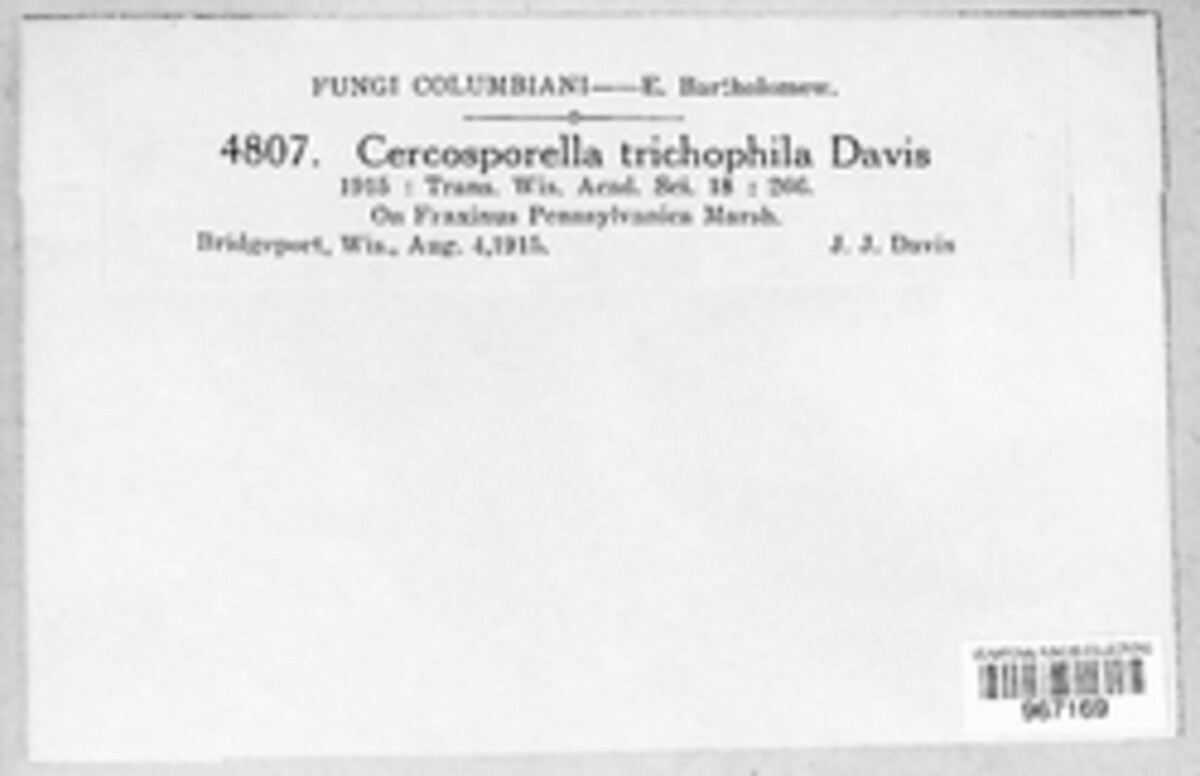 FUNGI COLUMBIANI——E. Bartholomew.
4807. Cercosporella trichophila Davis
1915 : Trans. Wis. Acad. Sci. 18 : 266.
On Fraxinus Pennsylvanica Marsh.
Bridgeport, Wis., Aug. 4,1915. J. J. Davis
967169